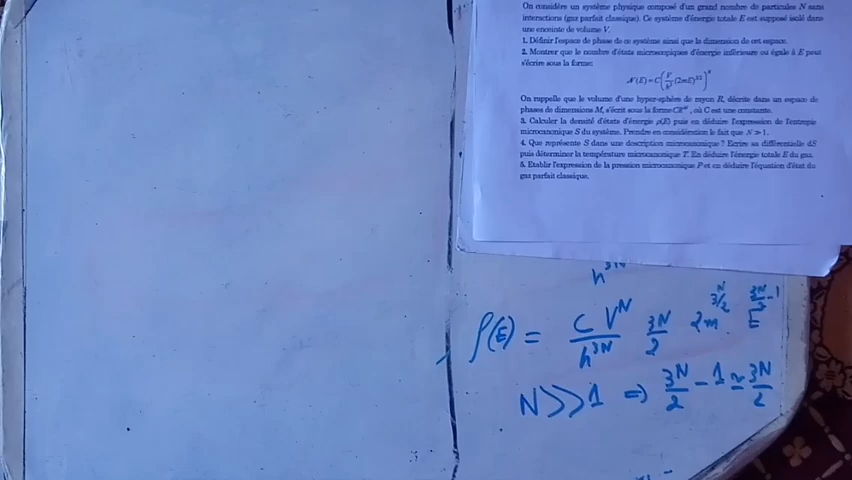 On considère un système physique composé d'un grand nombre de particules N sans
interactions (gaz parfait classique). Ce système d'énergie totale E est supposé isolé dans
une enceinte de volume V.
1. Définir l'espace de phase de ce système ainsi que la dimension de cet espace.
2. Montrer que le nombre d'états microscopiques d'énergie inférieure ou égale à E peut
s'écrire sous la forme:
𝒩(E)=C(V/h³(2mE)^3/2)^N
On rappelle que le volume d'une hyper-sphère de rayon R, décrite dans un espace de
phases de dimensions M, s'écrit sous la forme CR^M, où C est une constante.
3. Calculer la densité d'états d'énergie ρ(E) puis en déduire l'expression de l'entropie
microcanonique S du système. Prendre en considération le fait que N ≫ 1.
4. Que représente S dans une description microcanonique ? Ecrire sa différentielle dS
puis déterminer la température microcanonique T. En déduire l'énergie totale E du gaz.
5. Etablir l'expression de la pression microcanonique P et en déduire l'équation d'état du
gaz parfait classique.
h^3N
ρ(E) = C V^N / h^3N 3N/2 2m^3N/2 . E^3N/2-1
N>>1 ⇒ 3N/2 - 1 ≃ 3N/2